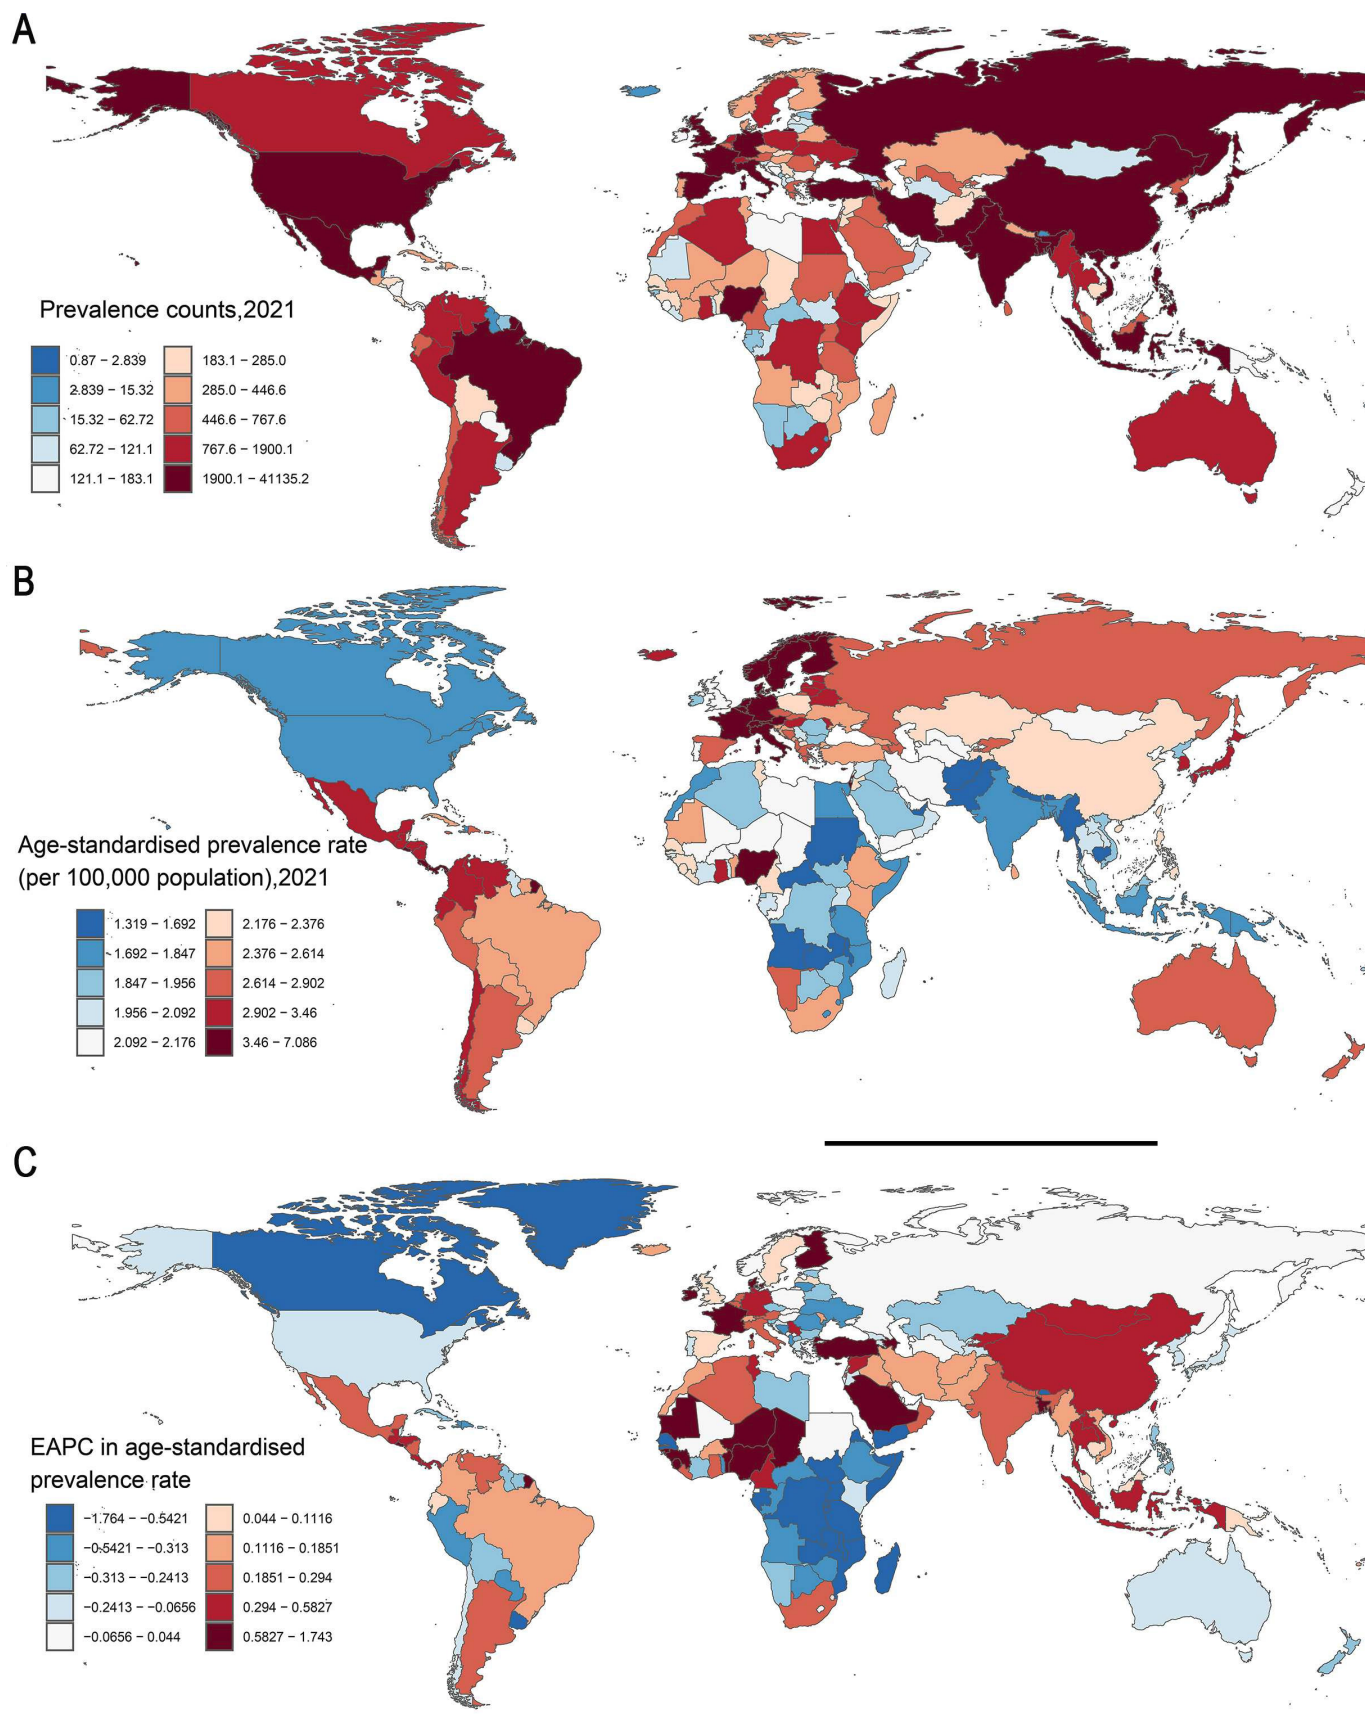 A
Prevalence counts,2021
0.87 − 2.839
183.1 − 285.0
2.839 − 15.32
285.0 − 446.6
15.32 − 62.72
446.6 − 767.6
62.72 − 121.1
767.6 − 1900.1
121.1 − 183.1
1900.1 − 41135.2
B
Age−standardised prevalence rate
(per 100,000 population),2021
1.319 − 1.692
2.176 − 2.376
1.692 − 1.847
2.376 − 2.614
1.847 − 1.956
2.614 − 2.902
1.956 − 2.092
2.902 − 3.46
2.092 − 2.176
3.46 − 7.086
C
EAPC in age−standardised
prevalence rate
−1.764 − −0.5421
0.044 − 0.1116
−0.5421 − −0.313
0.1116 − 0.1851
−0.313 − −0.2413
0.1851 − 0.294
−0.2413 − −0.0656
0.294 − 0.5827
−0.0656 − 0.044
0.5827 − 1.743